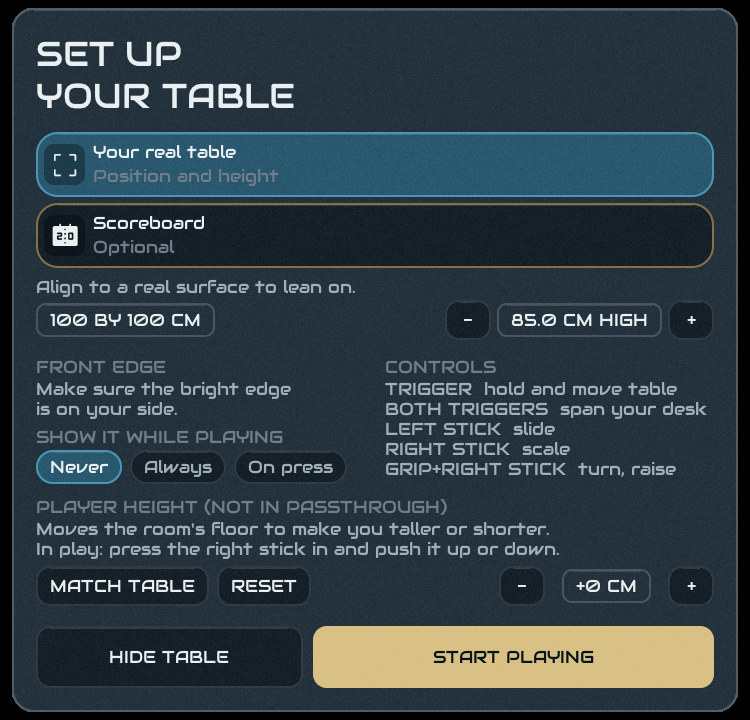 SET UP
YOUR TABLE
Your real table
Position and height
2:0
Scoreboard
Optional
Align to a real surface to lean on.
100 BY 100 CM
-
85.0 CM HIGH
+
FRONT EDGE
Make sure the bright edge
is on your side.
SHOW IT WHILE PLAYING
Never
Always
On press
CONTROLS
TRIGGER hold and move table
BOTH TRIGGERS span your desk
LEFT STICK slide
RIGHT STICK scale
GRIP+RIGHT STICK turn, raise
PLAYER HEIGHT (NOT IN PASSTHROUGH)
Moves the room's floor to make you taller or shorter.
In play: press the right stick in and push it up or down.
MATCH TABLE
RESET
-
+0 CM
+
HIDE TABLE
START PLAYING